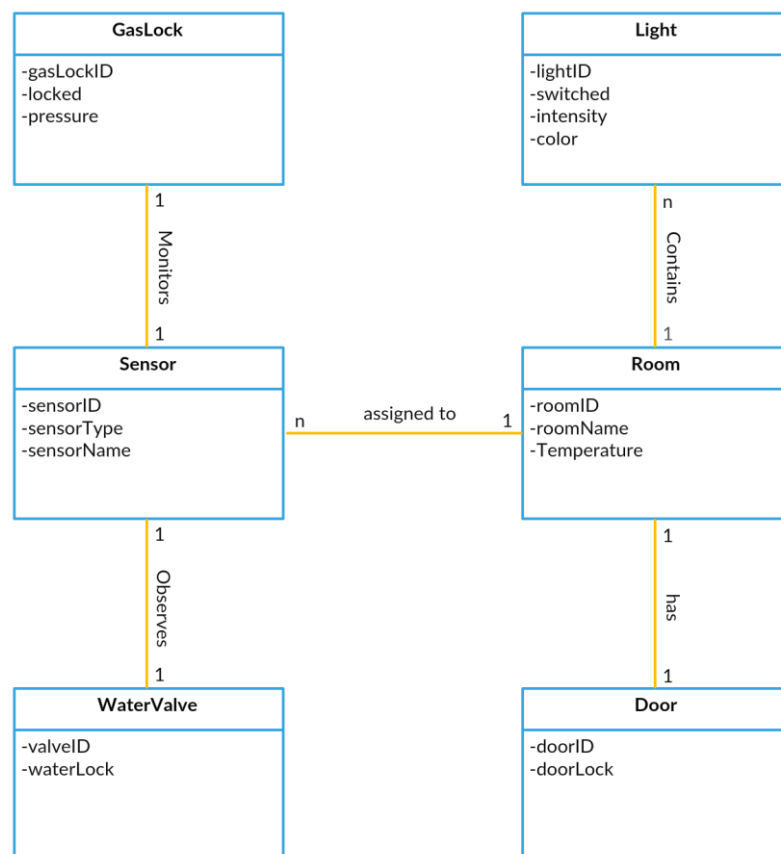 GasLock
-gasLockID
-locked
-pressure
Light
-lightID
-switched
-intensity
-color
1
Monitors
1
n
Contains
1
Sensor
-sensorID
-sensorType
-sensorName
n
assigned to
1
Room
-roomID
-roomName
-Temperature
1
Observes
1
1
has
1
WaterValve
-valveID
-waterLock
Door
-doorID
-doorLock